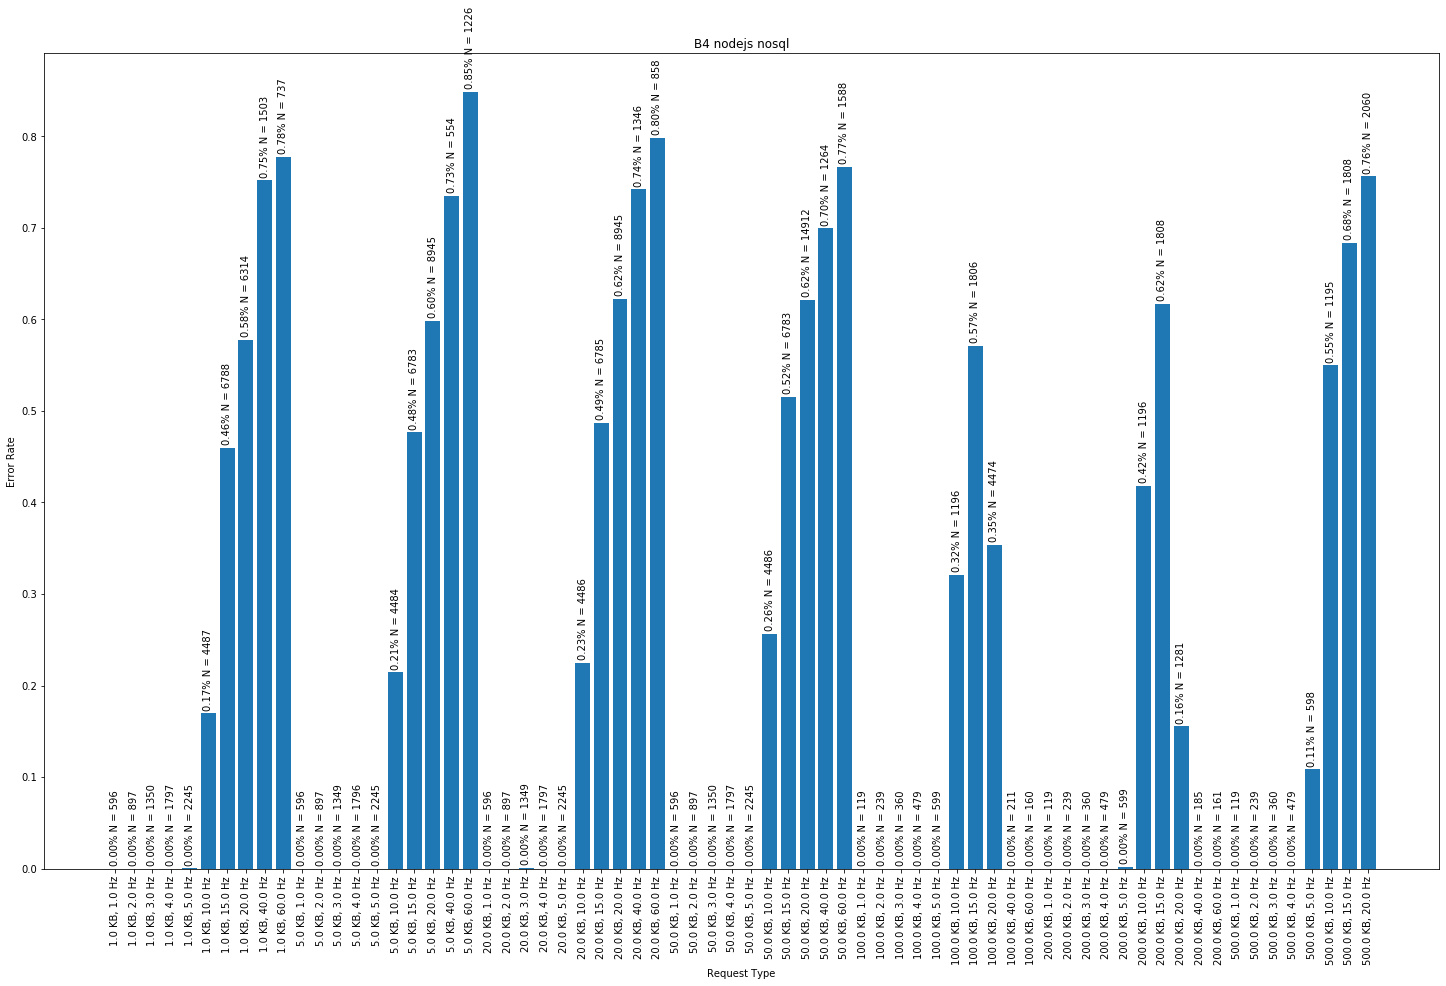 B4 nodejs nosql
Error Rate
0.8
0.7
0.6
0.5
0.4
0.3
0.2
0.1
0.0
0.00% N = 596
0.00% N = 897
0.00% N = 1350
0.00% N = 1797
0.00% N = 2245
0.17% N = 4487
0.46% N = 6788
0.58% N = 6314
0.75% N = 1503
0.78% N = 737
0.00% N = 596
0.00% N = 897
0.00% N = 1349
0.00% N = 1796
0.00% N = 2245
0.21% N = 4484
0.48% N = 6783
0.60% N = 8945
0.73% N = 554
0.85% N = 1226
0.00% N = 596
0.00% N = 897
0.00% N = 1349
0.00% N = 1797
0.00% N = 2245
0.23% N = 4486
0.49% N = 6785
0.62% N = 8945
0.74% N = 1346
0.80% N = 858
0.00% N = 596
0.00% N = 897
0.00% N = 1350
0.00% N = 1797
0.00% N = 2245
0.26% N = 4486
0.52% N = 6783
0.62% N = 14912
0.70% N = 1264
0.77% N = 1588
0.00% N = 119
0.00% N = 239
0.00% N = 360
0.00% N = 479
0.00% N = 599
0.32% N = 1196
0.57% N = 1806
0.35% N = 4474
0.00% N = 211
0.00% N = 160
0.00% N = 119
0.00% N = 239
0.00% N = 360
0.00% N = 479
0.00% N = 599
0.42% N = 1196
0.62% N = 1808
0.16% N = 1281
0.00% N = 185
0.00% N = 161
0.00% N = 119
0.00% N = 239
0.00% N = 360
0.00% N = 479
0.11% N = 598
0.55% N = 1195
0.68% N = 1808
0.76% N = 2060
1.0 KB, 1.0 Hz
1.0 KB, 2.0 Hz
1.0 KB, 3.0 Hz
1.0 KB, 4.0 Hz
1.0 KB, 5.0 Hz
1.0 KB, 10.0 Hz
1.0 KB, 15.0 Hz
1.0 KB, 20.0 Hz
1.0 KB, 40.0 Hz
1.0 KB, 60.0 Hz
5.0 KB, 1.0 Hz
5.0 KB, 2.0 Hz
5.0 KB, 3.0 Hz
5.0 KB, 4.0 Hz
5.0 KB, 5.0 Hz
5.0 KB, 10.0 Hz
5.0 KB, 15.0 Hz
5.0 KB, 20.0 Hz
5.0 KB, 40.0 Hz
5.0 KB, 60.0 Hz
20.0 KB, 1.0 Hz
20.0 KB, 2.0 Hz
20.0 KB, 3.0 Hz
20.0 KB, 4.0 Hz
20.0 KB, 5.0 Hz
20.0 KB, 10.0 Hz
20.0 KB, 15.0 Hz
20.0 KB, 20.0 Hz
20.0 KB, 40.0 Hz
20.0 KB, 60.0 Hz
50.0 KB, 1.0 Hz
50.0 KB, 2.0 Hz
50.0 KB, 3.0 Hz
50.0 KB, 4.0 Hz
50.0 KB, 5.0 Hz
50.0 KB, 10.0 Hz
50.0 KB, 15.0 Hz
50.0 KB, 20.0 Hz
50.0 KB, 40.0 Hz
50.0 KB, 60.0 Hz
100.0 KB, 1.0 Hz
100.0 KB, 2.0 Hz
100.0 KB, 3.0 Hz
100.0 KB, 4.0 Hz
100.0 KB, 5.0 Hz
100.0 KB, 10.0 Hz
100.0 KB, 15.0 Hz
100.0 KB, 20.0 Hz
100.0 KB, 40.0 Hz
100.0 KB, 60.0 Hz
200.0 KB, 1.0 Hz
200.0 KB, 2.0 Hz
200.0 KB, 3.0 Hz
200.0 KB, 4.0 Hz
200.0 KB, 5.0 Hz
200.0 KB, 10.0 Hz
200.0 KB, 15.0 Hz
200.0 KB, 20.0 Hz
200.0 KB, 40.0 Hz
200.0 KB, 60.0 Hz
500.0 KB, 1.0 Hz
500.0 KB, 2.0 Hz
500.0 KB, 3.0 Hz
500.0 KB, 4.0 Hz
500.0 KB, 5.0 Hz
500.0 KB, 10.0 Hz
500.0 KB, 15.0 Hz
500.0 KB, 20.0 Hz
Request Type